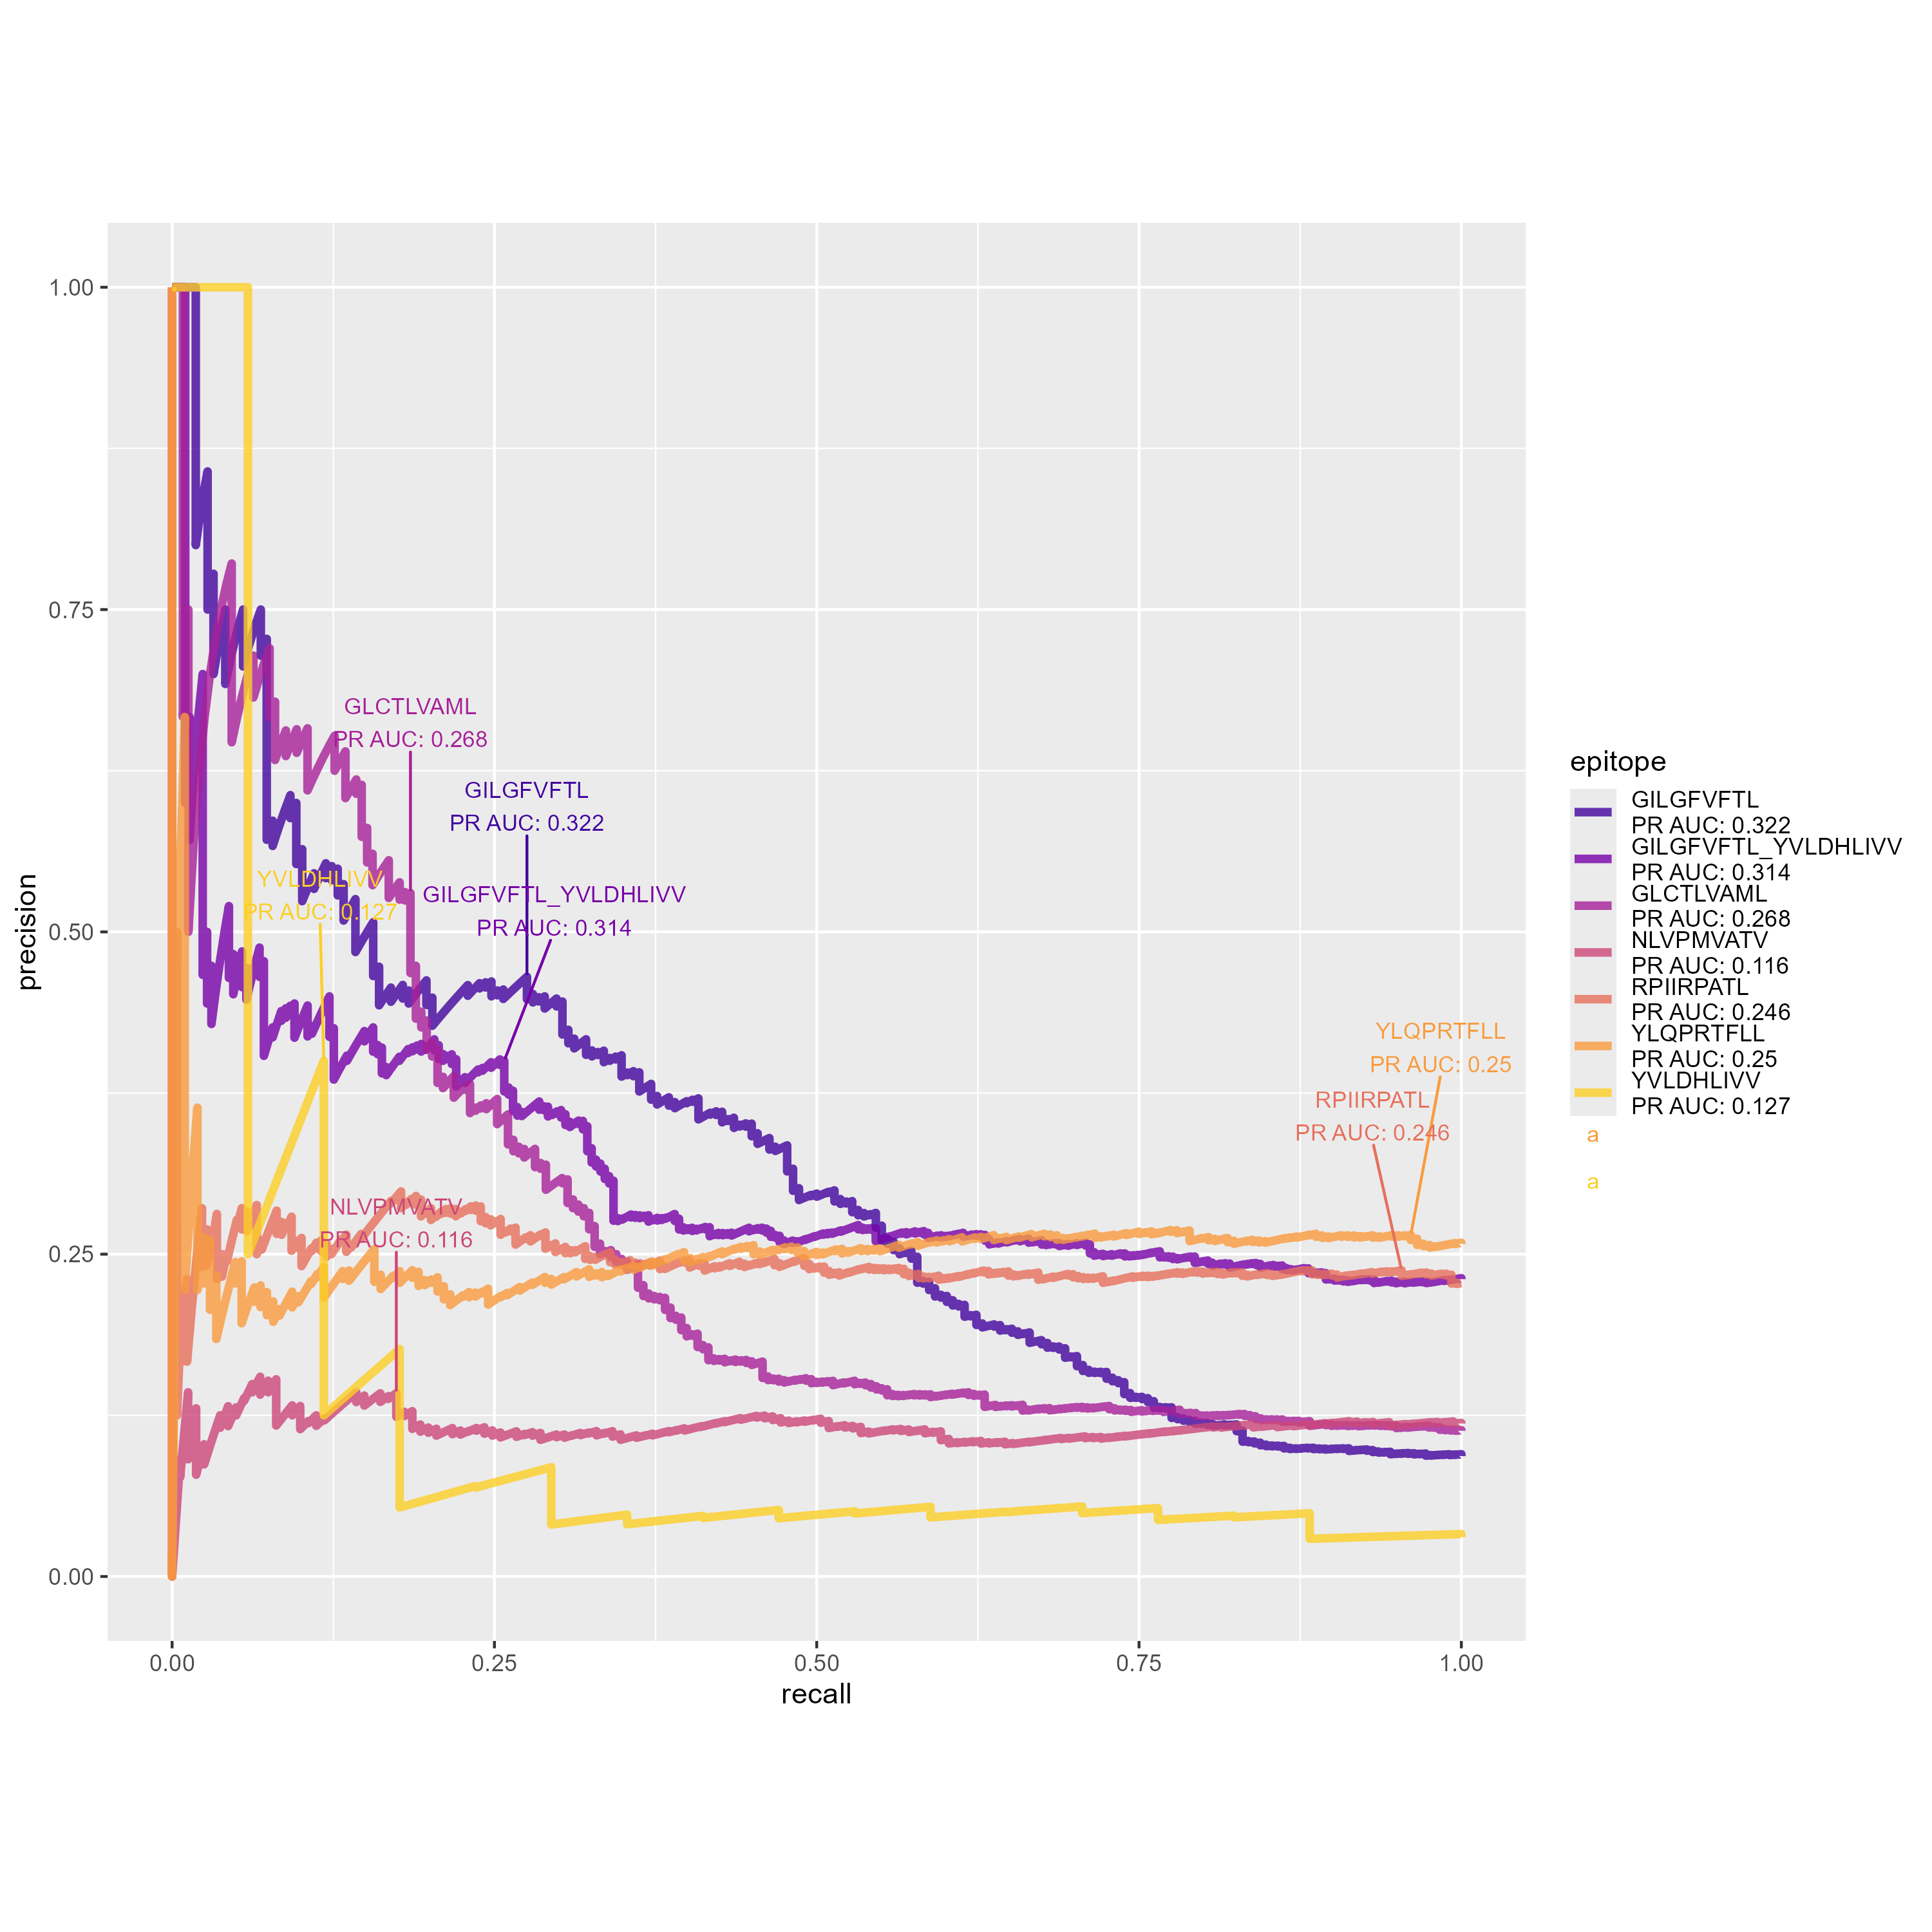 1.00
0.75
0.50
0.25
0.00
precision
GLCTLVAML
PR AUC: 0.268
GILGFVFTL
PR AUC: 0.322
YVLDHLIVV
PR AUC: 0.127
GILGFVFTL_YVLDHLIVV
PR AUC: 0.314
YLQPRTFLL
PR AUC: 0.25
RPIIRPATL
PR AUC: 0.246
NLVPMVATV
PR AUC: 0.116
0.00
0.25
0.50
0.75
1.00
recall
epitope
GILGFVFTL
PR AUC: 0.322
GILGFVFTL_YVLDHLIVV
PR AUC: 0.314
GLCTLVAML
PR AUC: 0.268
NLVPMVATV
PR AUC: 0.116
RPIIRPATL
PR AUC: 0.246
YLQPRTFLL
PR AUC: 0.25
YVLDHLIVV
PR AUC: 0.127
a
a